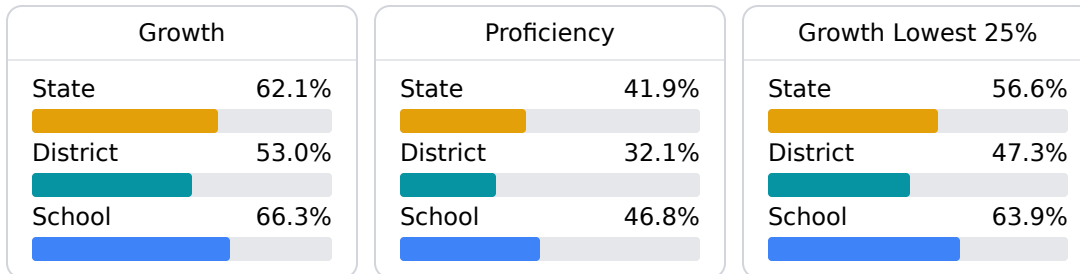 Growth
State 62.1%
District 53.0%
School 66.3%
Proficiency
State 41.9%
District 32.1%
School 46.8%
Growth Lowest 25%
State 56.6%
District 47.3%
School 63.9%